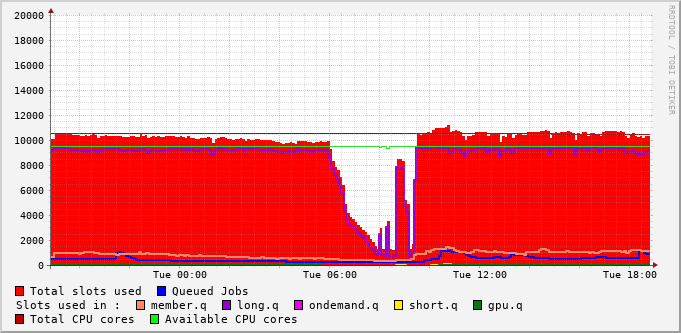 RRDTOOL / TOBI OETIKER
20000
18000
16000
14000
12000
10000
8000
6000
4000
2000
0
Tue 00:00 Tue 06:00 Tue 12:00 Tue 18:00
Total slots used Queued Jobs
Slots used in : member.q long.q ondemand.q short.q gpu.q
Total CPU cores Available CPU cores